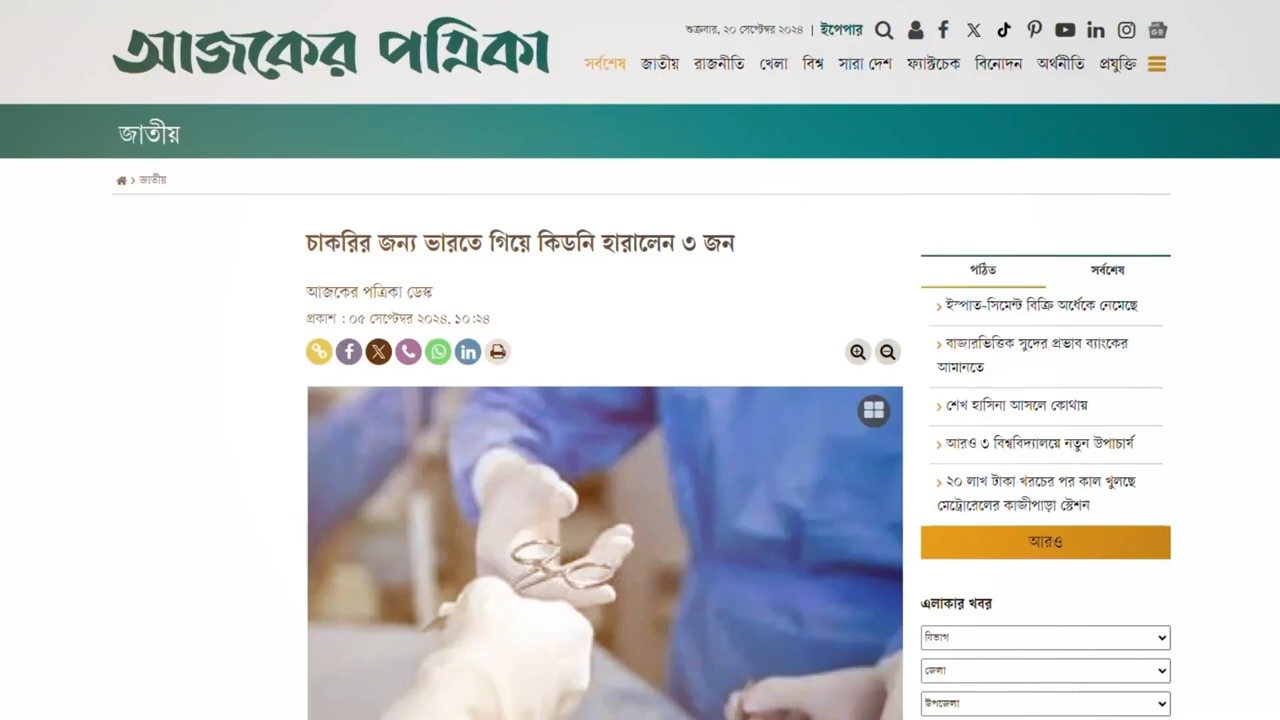 আজকের পত্রিকা
শুক্রবার, ২০ সেপ্টেম্বর ২০২৪ | ইপেপার
সর্বশেষ জাতীয় রাজনীতি খেলা বিশ্ব সারা দেশ ফ্যাক্টচেক বিনোদন অর্থনীতি প্রযুক্তি
জাতীয়
> জাতীয়
চাকরির জন্য ভারতে গিয়ে কিডনি হারালেন ৩ জন
আজকের পত্রিকা ডেস্ক
প্রকাশ : ০৫ সেপ্টেম্বর ২০২৪, ১০: ২৪
পঠিত সর্বশেষ
ইস্পাত-সিমেন্ট বিক্রি অর্ধেকে নেমেছে
বাজারভিত্তিক সুদের প্রভাব ব্যাংকের
আমানতে
শেখ হাসিনা আসলে কোথায়
আরও ৩ বিশ্ববিদ্যালয়ে নতুন উপাচার্য
২০ লাখ টাকা খরচের পর কাল খুলছে
মেট্রোরেলের কাজীপাড়া স্টেশন
আরও
এলাকার খবর
বিভাগ
জেলা
উপজেলা